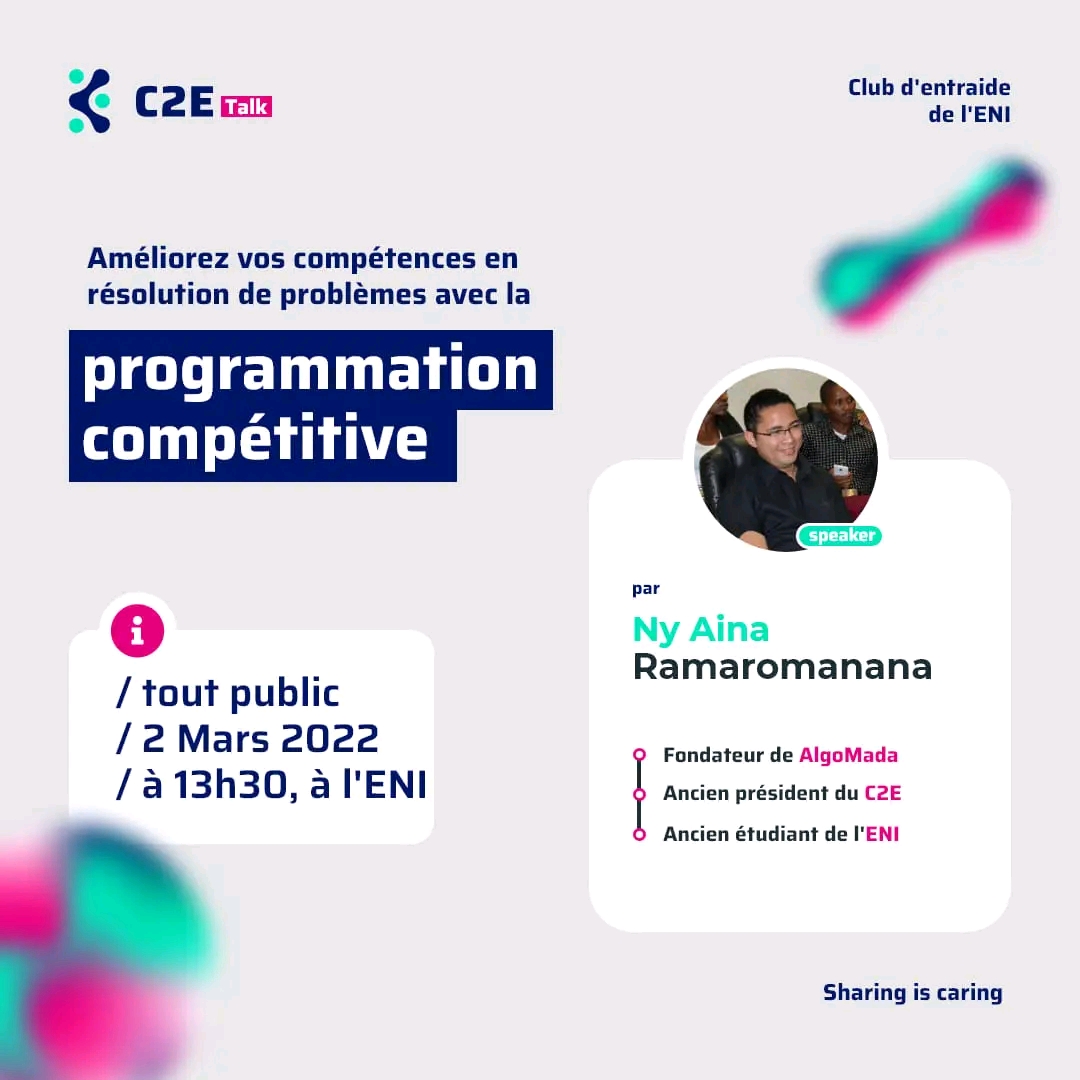 C2E Talk
Club d'entraide
de l'ENI
Améliorez vos compétences en
résolution de problèmes avec la
programmation
compétitive
speaker
par
Ny Aina
Ramaromanana
Fondateur de AlgoMada
Ancien président du C2E
Ancien étudiant de l'ENI
i
/ tout public
/ 2 Mars 2022
/ à 13h30, à l'ENI
Sharing is caring